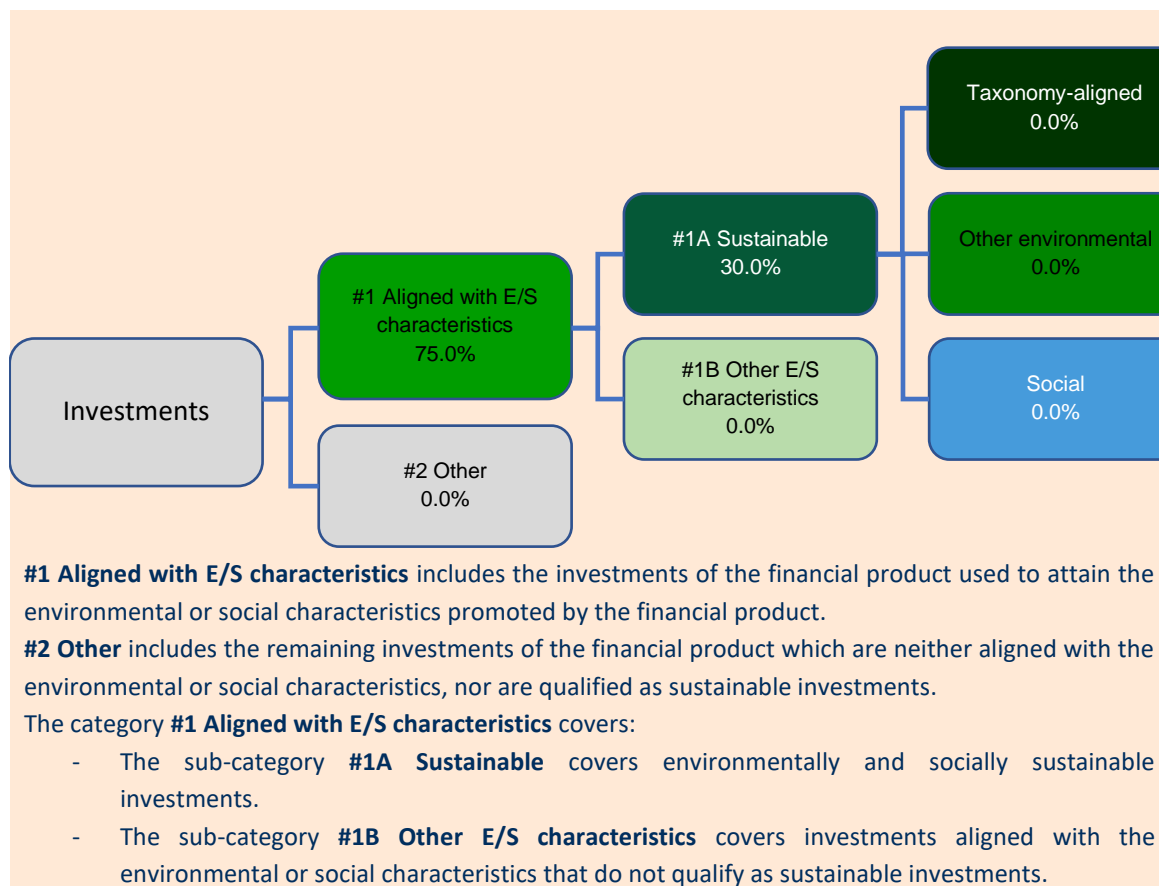 Taxonomy-aligned
0.0%
#1A Sustainable
30.0%
Other environmental
0.0%
#1 Aligned with E/S
characteristics
75.0%
#1B Other E/S
characteristics
0.0%
Social
0.0%
Investments
#2 Other
0.0%
#1 Aligned with E/S characteristics includes the investments of the financial product used to attain the
environmental or social characteristics promoted by the financial product.
#2 Other includes the remaining investments of the financial product which are neither aligned with the
environmental or social characteristics, nor are qualified as sustainable investments.
The category #1 Aligned with E/S characteristics covers:
- The sub-category #1A Sustainable covers environmentally and socially sustainable
investments.
- The sub-category #1B Other E/S characteristics covers investments aligned with the
environmental or social characteristics that do not qualify as sustainable investments.